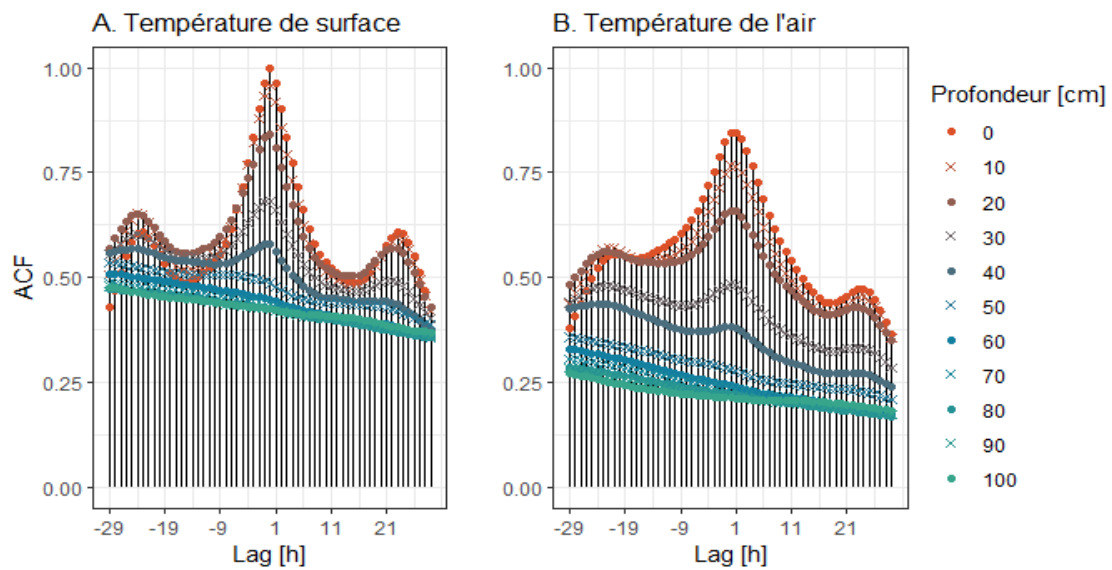 A. Température de surface
B. Température de l'air
ACF
1.00
0.75
0.50
0.25
0.00
-29 -19 -9 1 11 21
Lag [h]
1.00
0.75
0.50
0.25
0.00
-29 -19 -9 1 11 21
Lag [h]
Profondeur [cm]
0
10
20
30
40
50
60
70
80
90
100